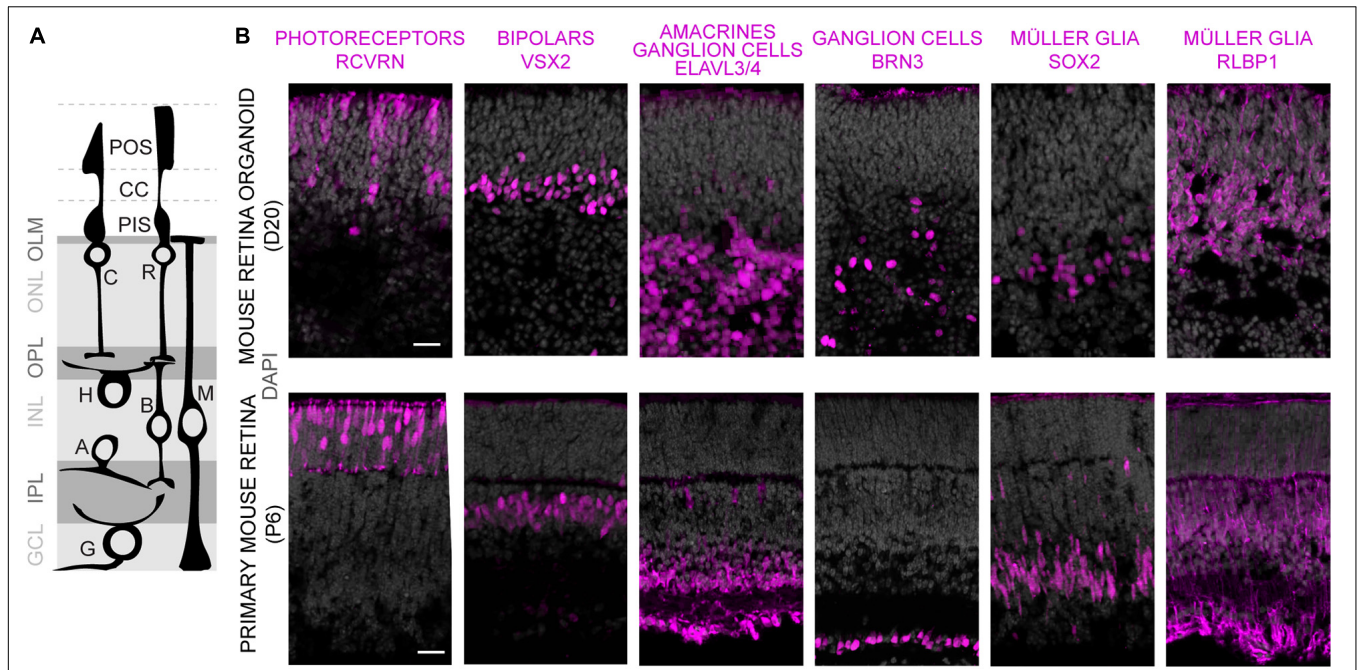 A
POS
CC
PIS
OLM
ONL
OPL
INL
IPL
GCL
C
R
H
B
M
A
G
B
PHOTORECEPTORS
RCVRN
BIPOLARS
VSX2
AMACRINES
GANGLION CELLS
ELAVL3/4
GANGLION CELLS
BRN3
MÜLLER GLIA
SOX2
MÜLLER GLIA
RLBP1
MOUSE RETINA ORGANOID
(D20)
DAPI
PRIMARY MOUSE RETINA
(P6)